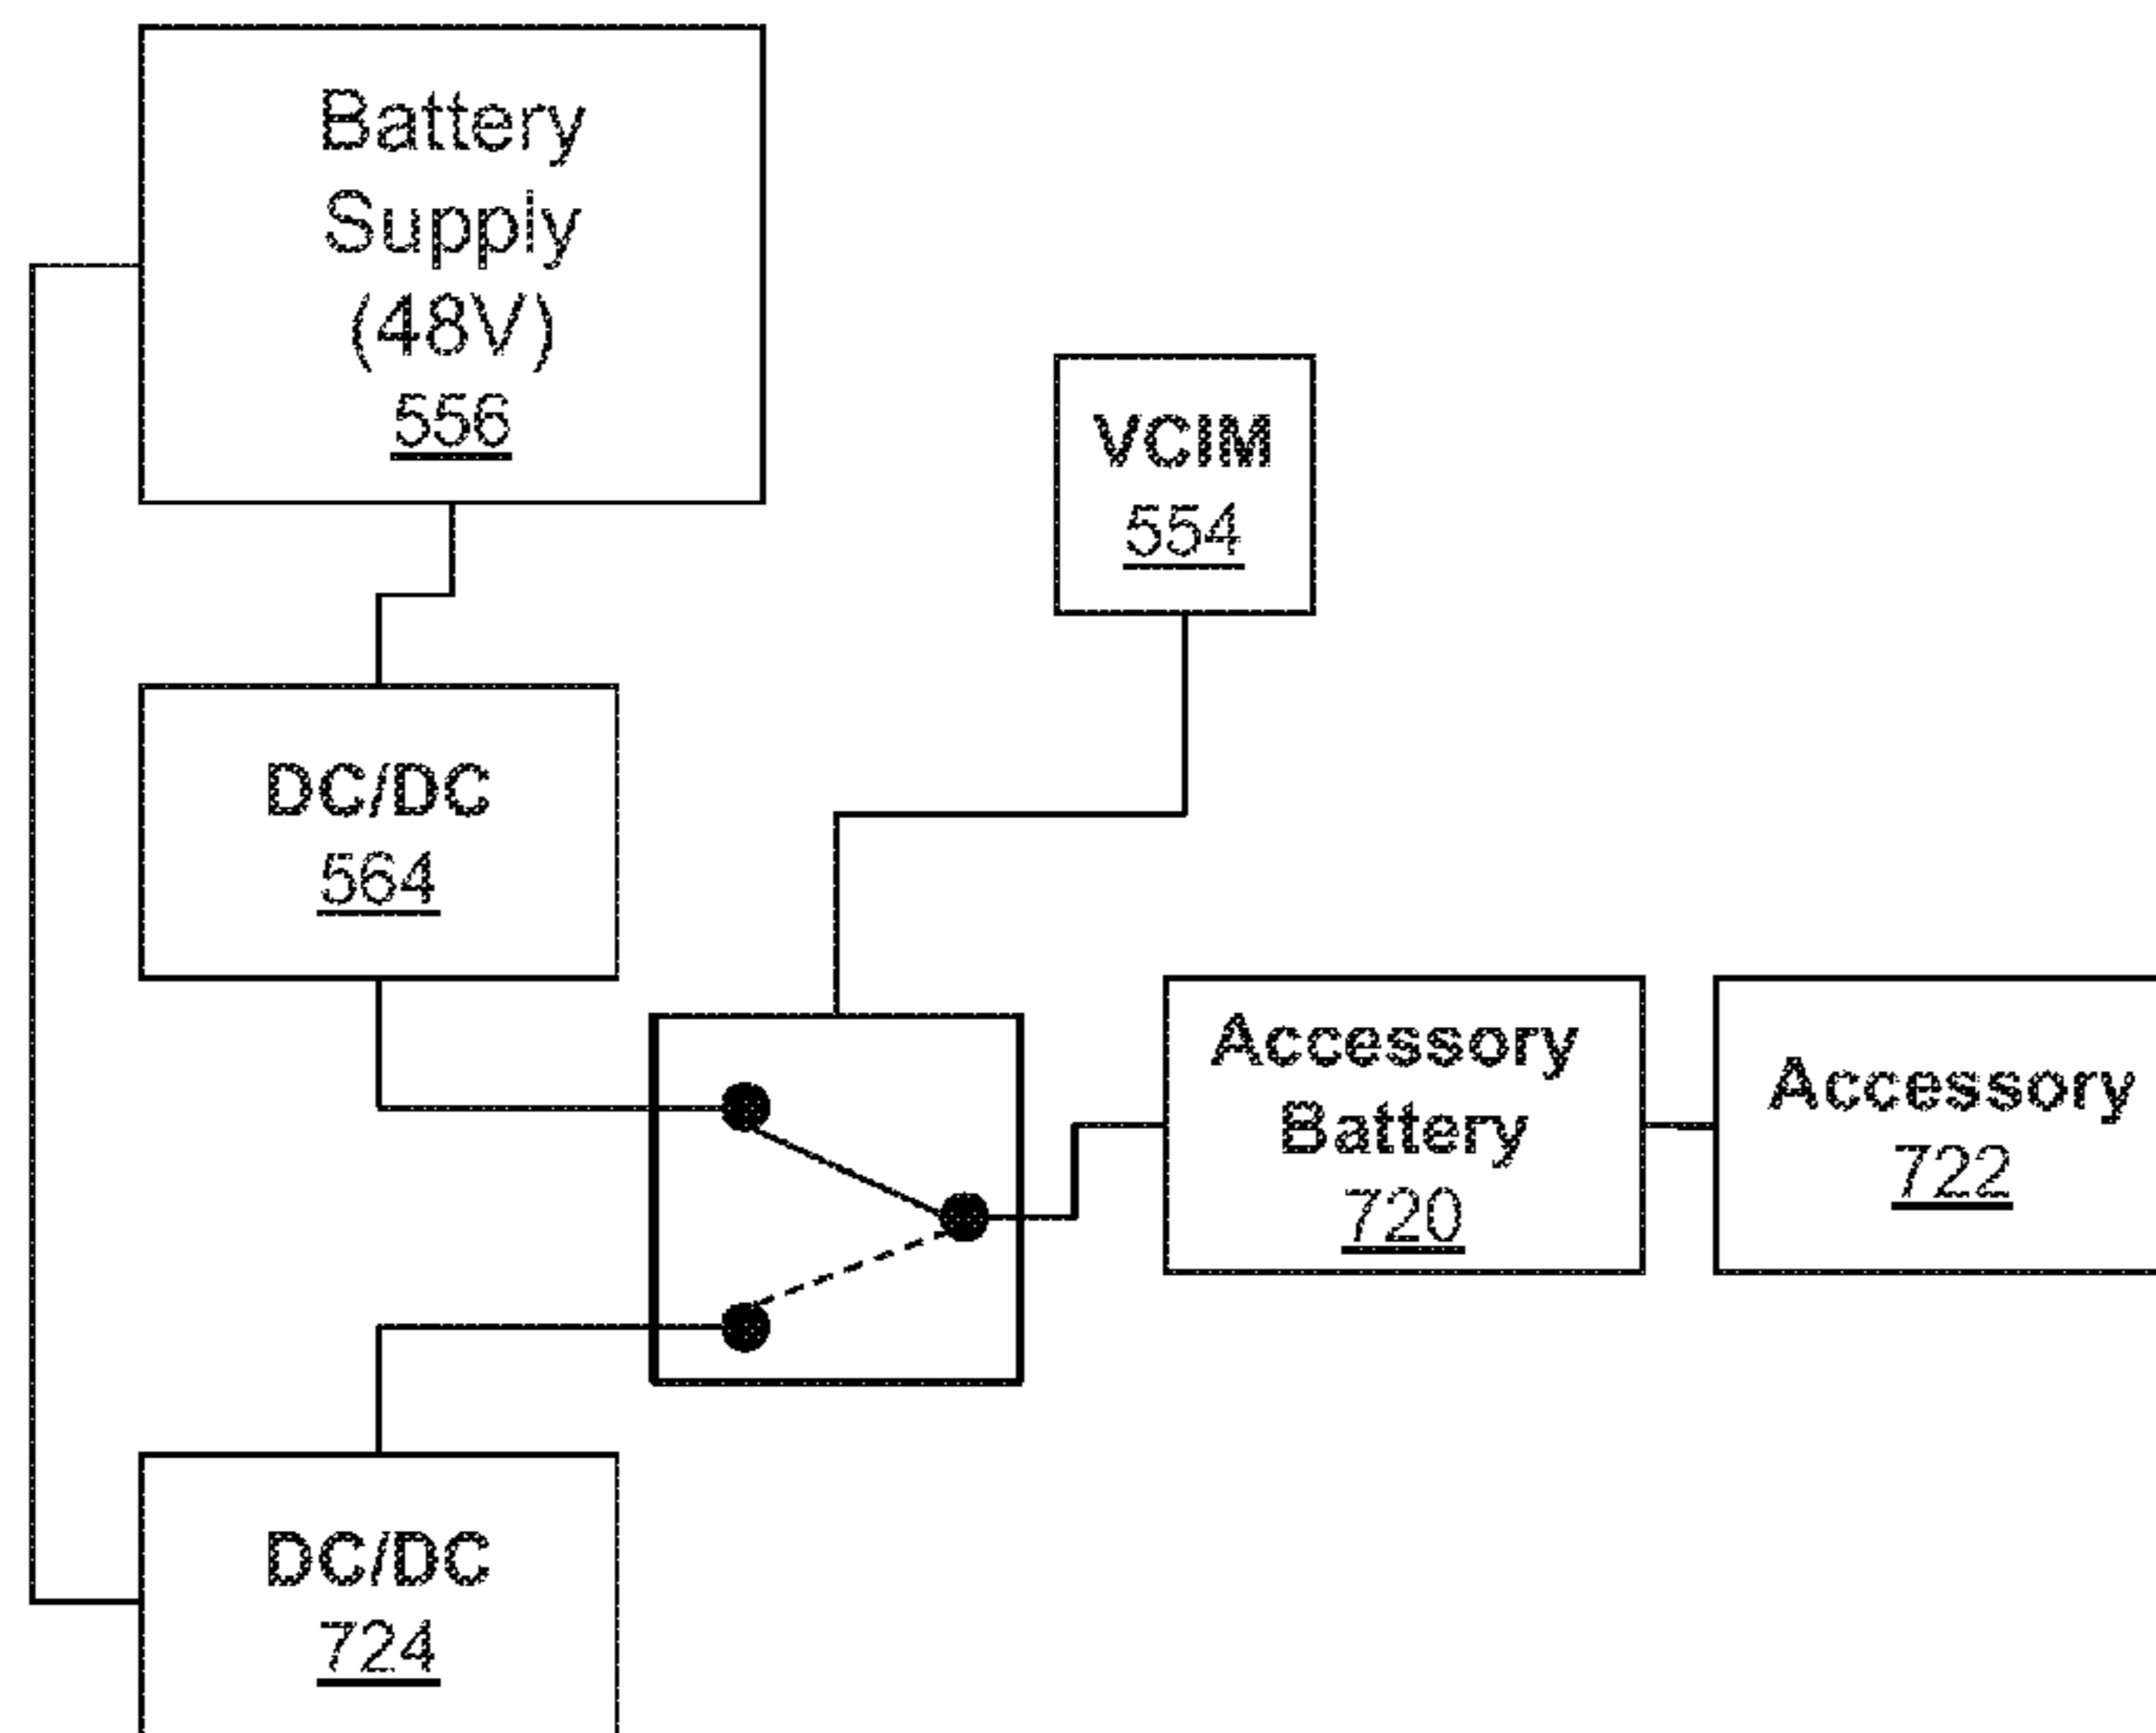 Battery
Supply
(48V)
556
VCIM
554
DC/DC
564
Accessory
Battery
720
Accessory
722
DC/DC
724